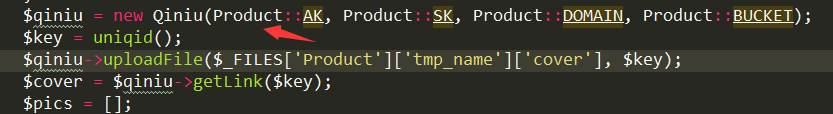 $qiniu = new Qiniu(Product::AK, Product::SK, Product::DOMAIN, Product::BUCKET);
$key = uniqid();
$qiniu->uploadFile($_FILES['Product']['tmp_name']['cover'], $key);
$cover = $qiniu->getLink($key);
$pics = [];